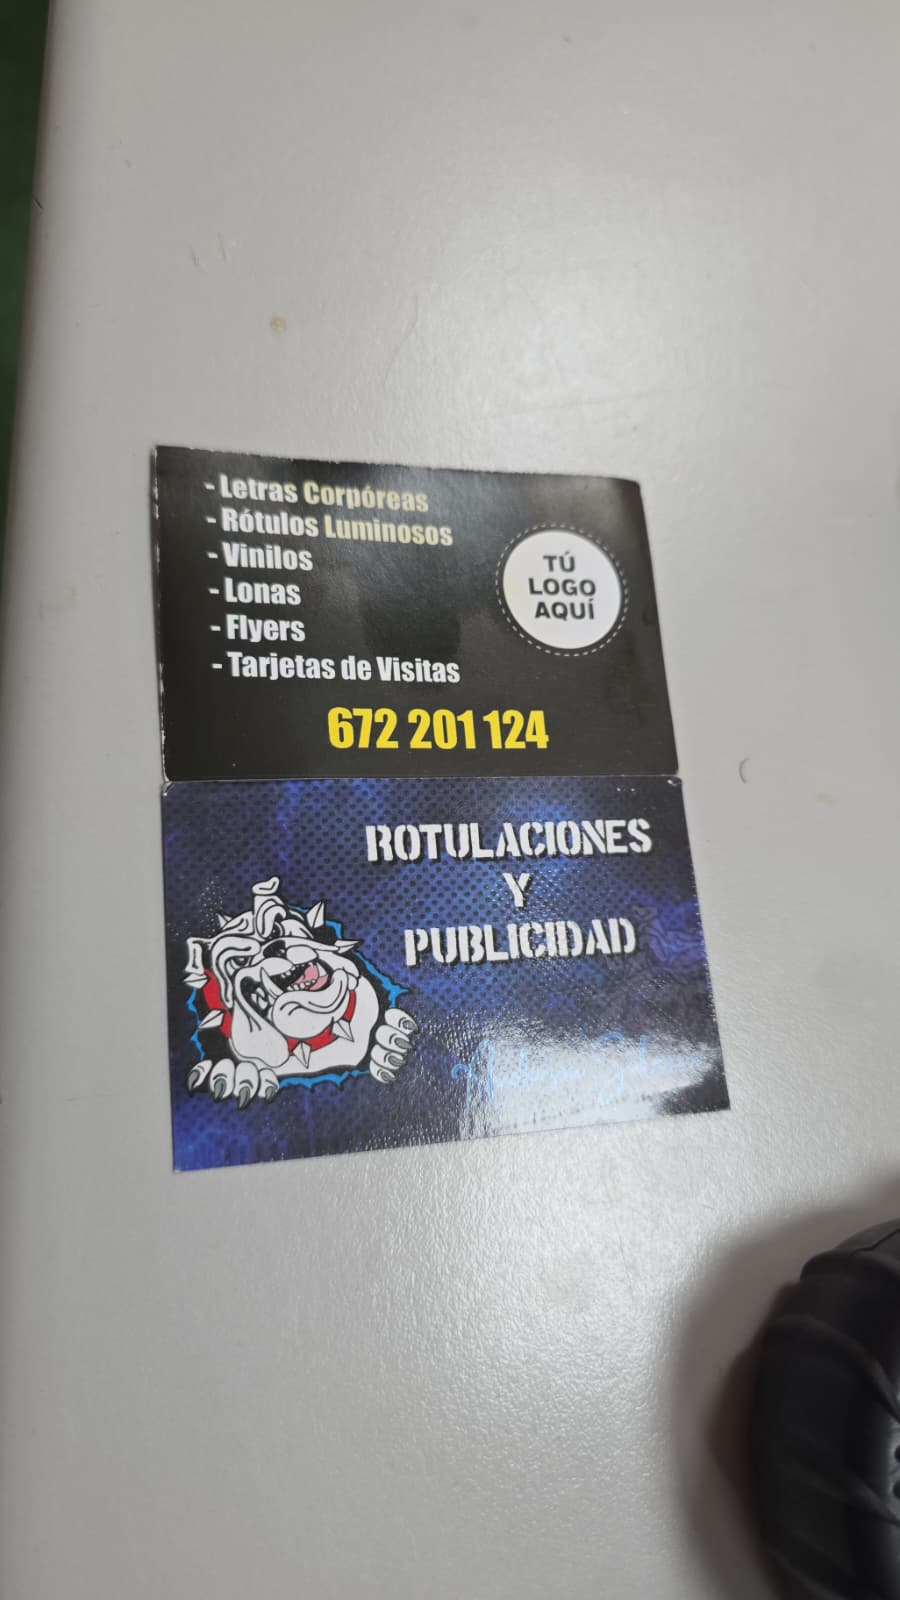 - Letras Corpóreas
- Rótulos Luminosos
- Vinilos
- Lonas
- Flyers
- Tarjetas de Visitas
TÚ
LOGO
AQUÍ
672 201 124
ROTULACIONES
Y
PUBLICIDAD